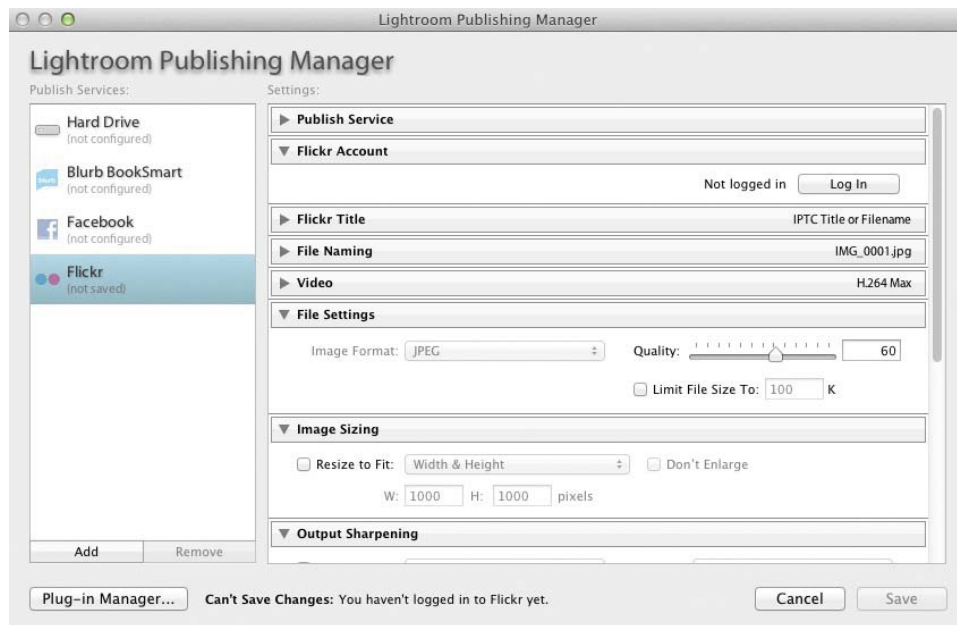 Lightroom Publishing Manager
Lightroom Publishing Manager
Publish Services:
Settings:
Hard Drive
(not configured)
Blurb BookSmart
(not configured)
Facebook
(not configured)
Flickr
(not saved)
Add Remove
Publish Service
Flickr Account
Not logged in Log In
Flickr Title IPTC Title or Filename
File Naming IMG_0001.jpg
Video H.264 Max
File Settings
Image Format: JPEG Quality: 60
Limit File Size To: 100 K
Image Sizing
Resize to Fit: Width & Height Don't Enlarge
W: 1000 H: 1000 pixels
Output Sharpening
Plug-in Manager... Can't Save Changes: You haven't logged in to Flickr yet. Cancel Save